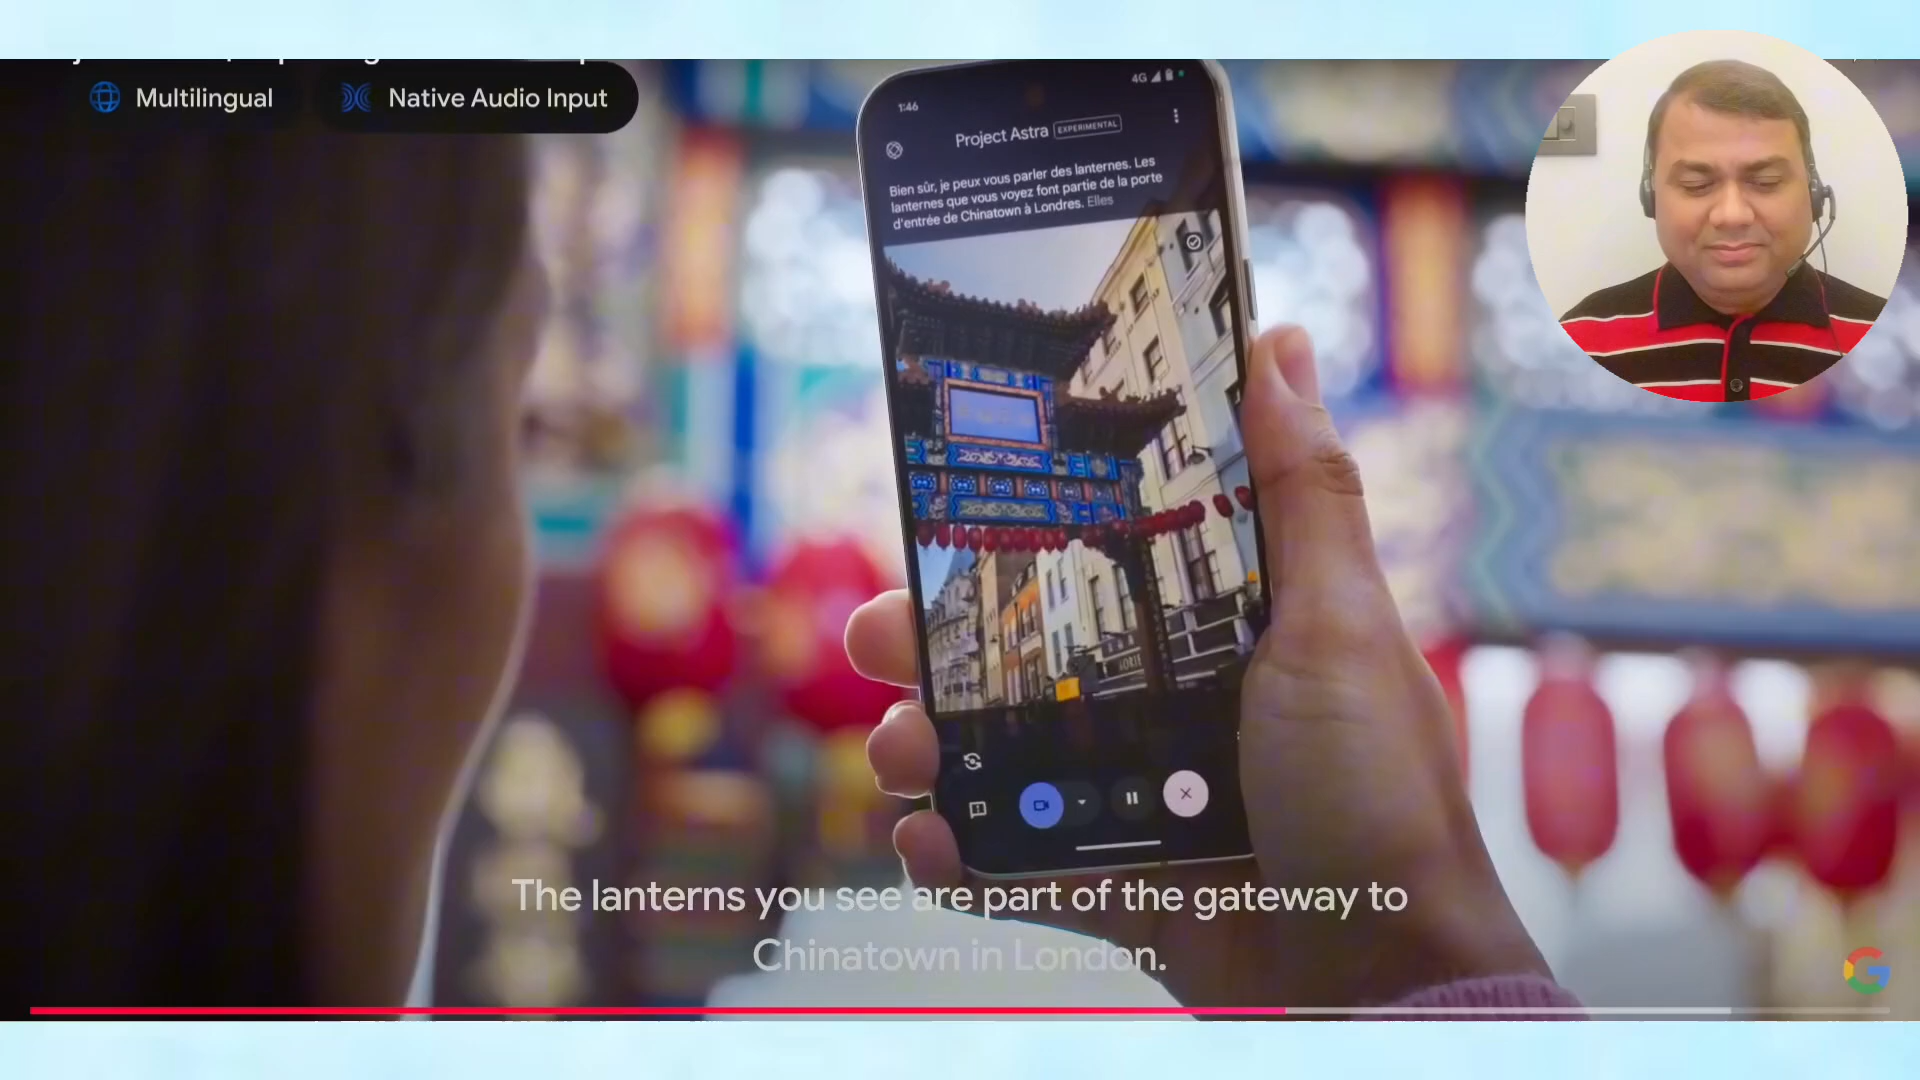 Multilingual
Native Audio Input
1:46
4G
Project Astra EXPERIMENTAL
Bien sûr, je peux vous parler des lanternes. Les
lanternes que vous voyez font partie de la porte
d'entrée de Chinatown à Londres. Elles
The lanterns you see are part of the gateway to
Chinatown in London.